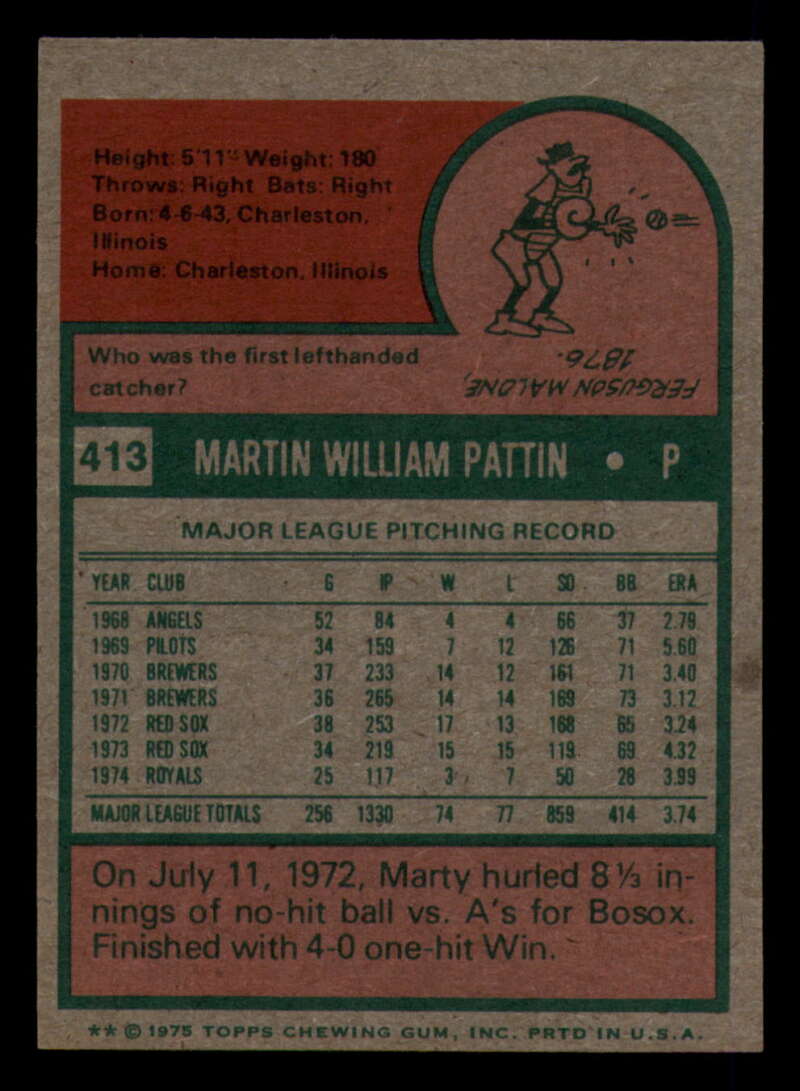 Height: 5'11" Weight: 180
Throws: Right Bats: Right
Born: 4-6-43, Charleston,
Illinois
Home: Charleston, Illinois
Who was the first lefthanded
catcher?
FERGUSON MALONE,
1876.
413 MARTIN WILLIAM PATTIN • P
MAJOR LEAGUE PITCHING RECORD
YEAR CLUB G IP W L SO BB ERA
1968 ANGELS 52 84 4 4 66 37 2.79
1969 PILOTS 34 159 7 12 126 71 5.60
1970 BREWERS 37 233 14 12 161 71 3.40
1971 BREWERS 36 265 14 14 169 73 3.12
1972 RED SOX 38 253 17 13 168 65 3.24
1973 RED SOX 34 219 15 15 119 69 4.32
1974 ROYALS 25 117 3 7 50 28 3.99
MAJOR LEAGUE TOTALS 256 1330 74 77 859 414 3.74
On July 11, 1972, Marty hurled 8⅓ in-
nings of no-hit ball vs. A's for Bosox.
Finished with 4-0 one-hit Win.
** © 1975 TOPPS CHEWING GUM, INC. PRTD IN U.S.A.